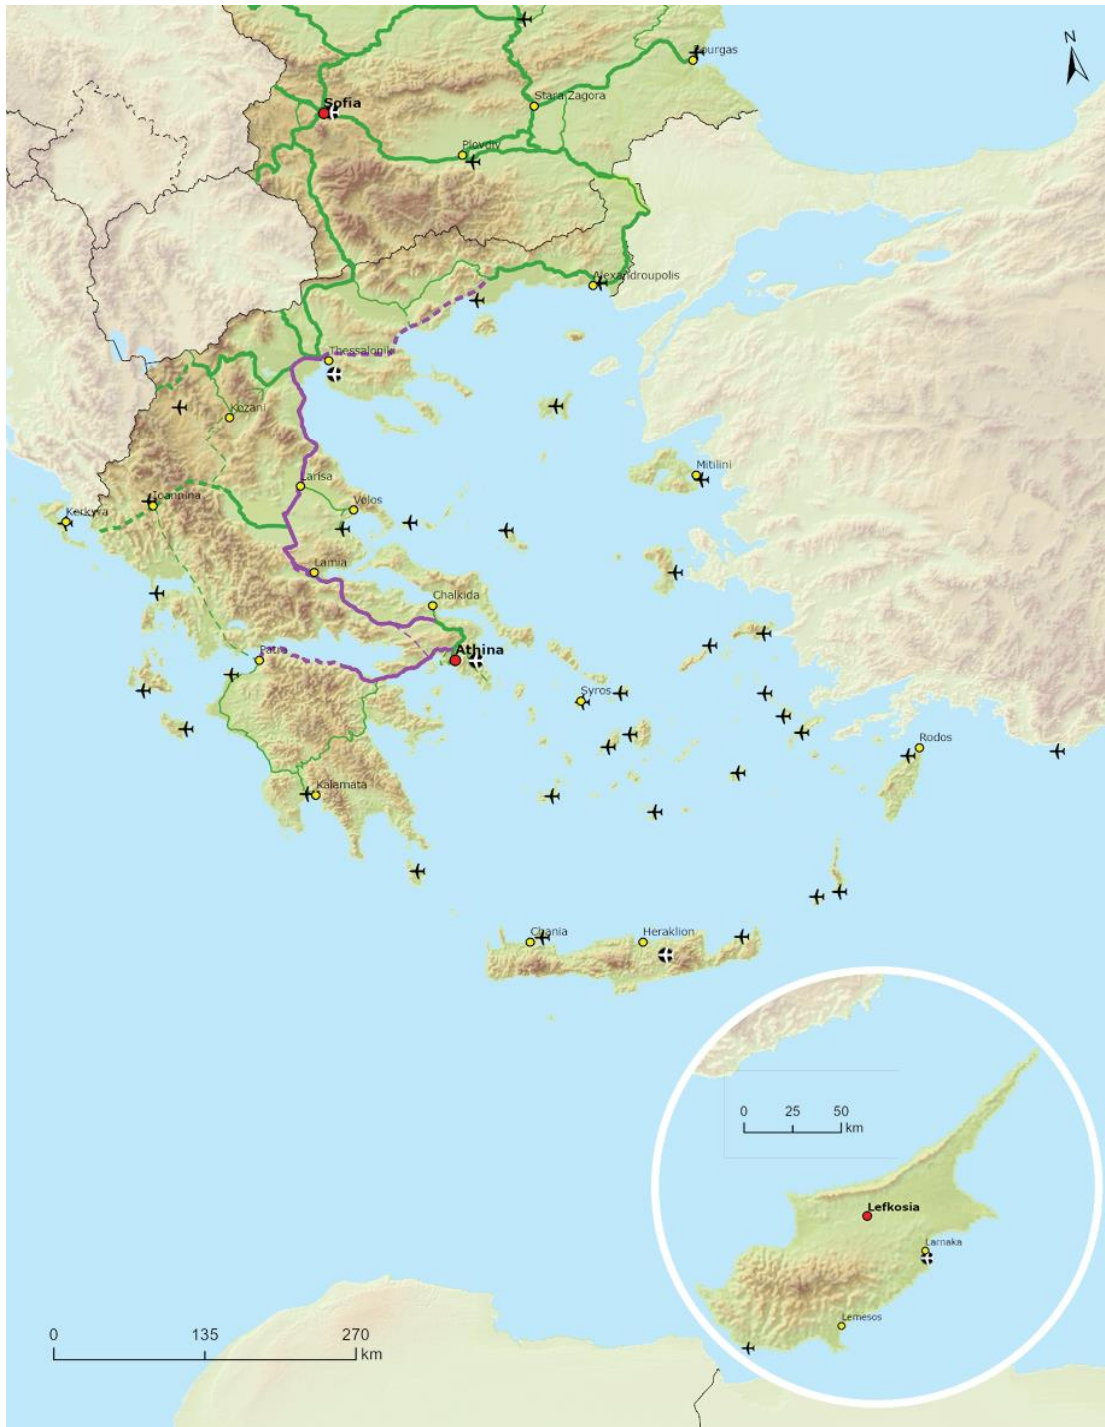 N
Bourgas
Sofia
Stara Zagora
Plovdiv
Alexandroupolis
Thessaloniki
Kozani
Mitilini
Larisa
Ioannina
Volos
Kerkyra
Lamia
Chalkida
Patra
Athina
Syros
Rodos
Kalamata
Chania
Heraklion
0 25 50
km
Lefkosia
Larnaka
Lemesos
0 135 270
km